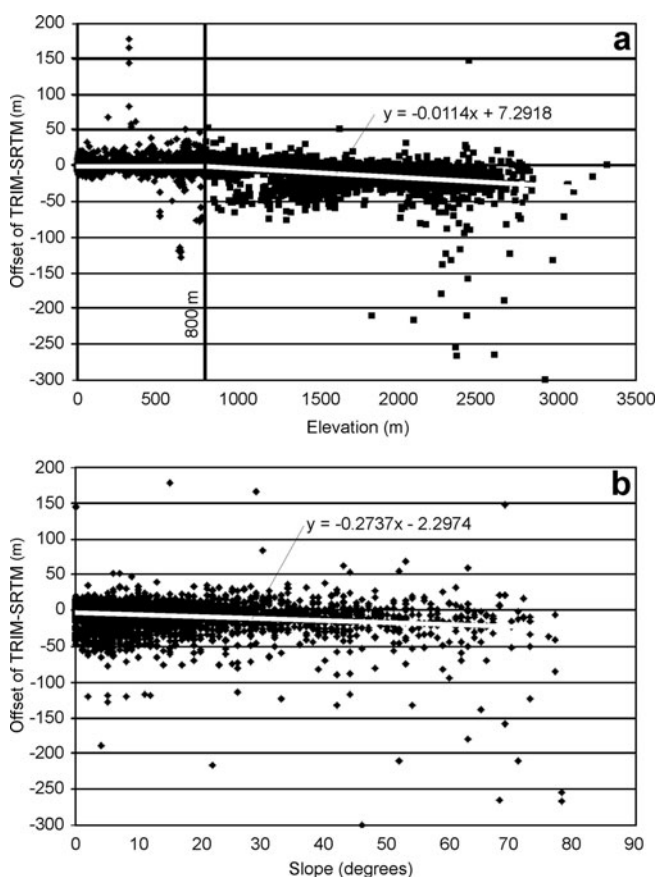 200
a
150
100
y = -0.0114x + 7.2918
50
0
-50
-100
-150
-200
-250
-300
Offset of TRIM-SRTM (m)
800 m
0 500 1000 1500 2000 2500 3000 3500
Elevation (m)
200
b
150
y = -0.2737x - 2.2974
100
50
0
-50
-100
-150
-200
-250
-300
Offset of TRIM-SRTM (m)
0 10 20 30 40 50 60 70 80 90
Slope (degrees)